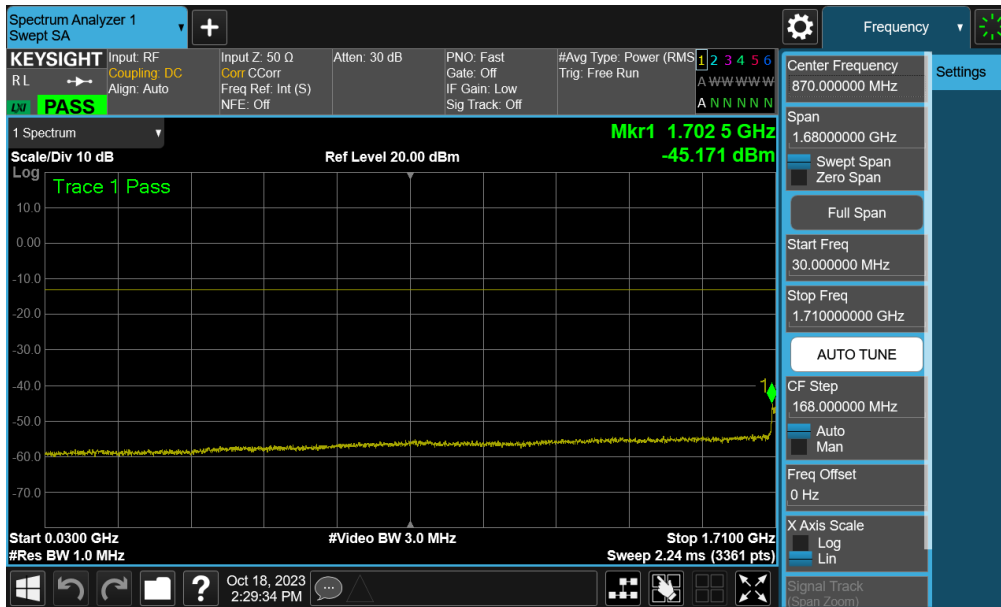 Spectrum Analyzer 1
Swept SA
+
Frequency
KEYSIGHT
R L
LXI PASS
Input: RF
Coupling: DC
Align: Auto
Input Z: 50 Ω
Corr CCorr
Freq Ref: Int (S)
NFE: Off
Atten: 30 dB
PNO: Fast
Gate: Off
IF Gain: Low
Sig Track: Off
#Avg Type: Power (RMS
Trig: Free Run
1 2 3 4 5 6
A W W W W W
A N N N N N
1 Spectrum
Mkr1 1.702 5 GHz
-45.171 dBm
Scale/Div 10 dB
Ref Level 20.00 dBm
Log
Trace 1 Pass
10.0
0.00
-10.0
-20.0
-30.0
-40.0
1
-50.0
-60.0
-70.0
Start 0.0300 GHz
#Video BW 3.0 MHz
Stop 1.7100 GHz
#Res BW 1.0 MHz
Sweep 2.24 ms (3361 pts)
?
Oct 18, 2023
2:29:34 PM
Center Frequency
870.000000 MHz
Settings
Span
1.68000000 GHz
Swept Span
Zero Span
Full Span
Start Freq
30.000000 MHz
Stop Freq
1.710000000 GHz
AUTO TUNE
CF Step
168.000000 MHz
Auto
Man
Freq Offset
0 Hz
X Axis Scale
Log
Lin
Signal Track
(Span Zoom)